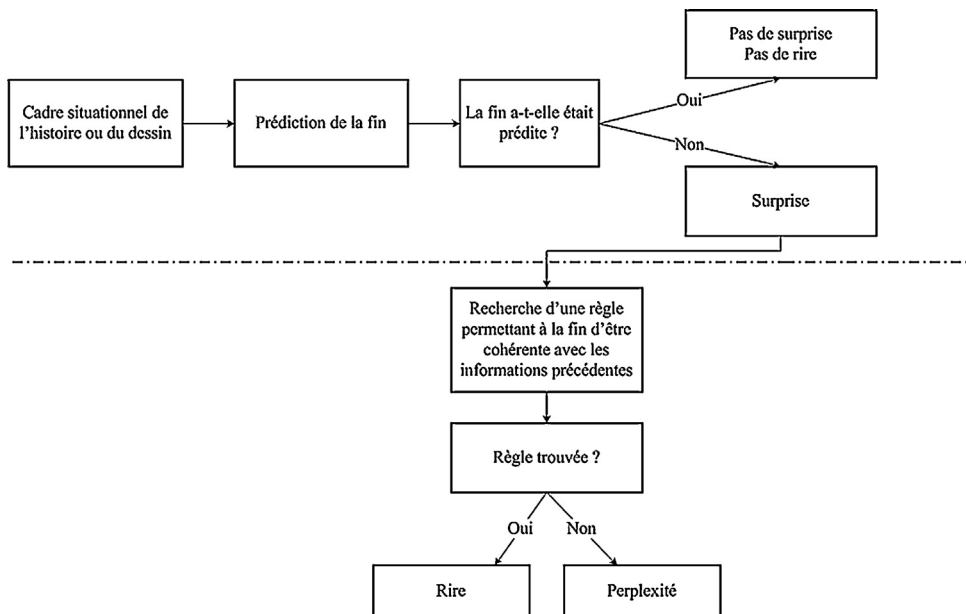 Pas de surprise
Pas de rire
Cadre situationnel de
l'histoire ou du dessin
Prédiction de la fin
La fin a-t-elle était
prédite ?
Oui
Non
Surprise
Recherche d'une règle
permettant à la fin d'être
cohérente avec les
informations précédentes
Règle trouvée ?
Oui
Non
Rire
Perplexité